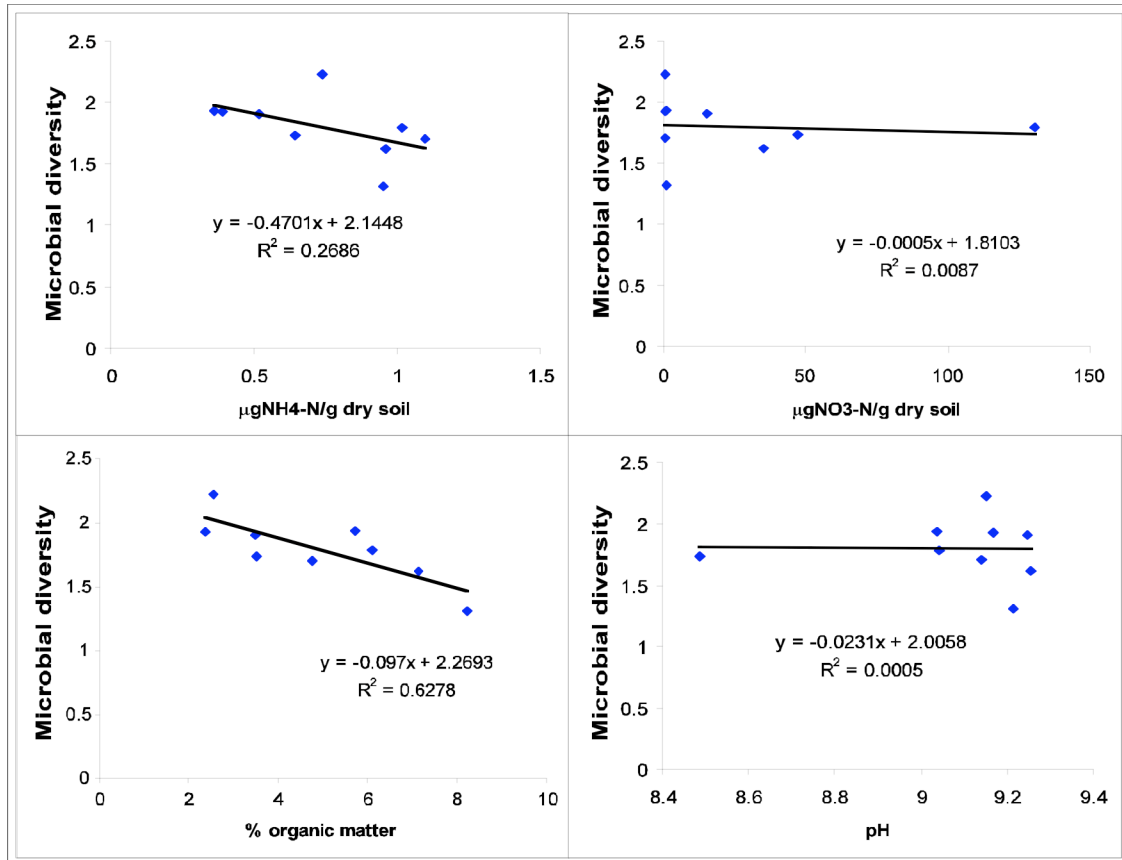 Microbial diversity
2.5
2
1.5
1
0.5
0
y = -0.4701x + 2.1448
R² = 0.2686
0 0.5 1 1.5
μgNH4-N/g dry soil
Microbial diversity
2.5
2
1.5
1
0.5
0
y = -0.0005x + 1.8103
R² = 0.0087
0 50 100 150
μgNO3-N/g dry soil
Microbial diversity
2.5
2
1.5
1
0.5
0
y = -0.097x + 2.2693
R² = 0.6278
0 2 4 6 8 10
% organic matter
Microbial diversity
2.5
2
1.5
1
0.5
0
y = -0.0231x + 2.0058
R² = 0.0005
8.4 8.6 8.8 9 9.2 9.4
pH